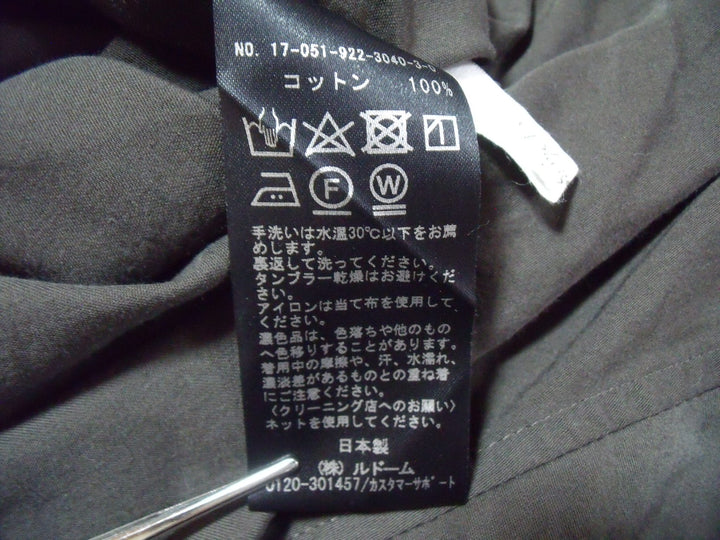 NO. 17-051-922-3040-3-0
コットン 100%
F
W
手洗いは水温30℃以下をお薦
めします。
裏返して洗ってください。
タンブラー乾燥はお避けくだ
さい。
アイロンは当て布を使用して
ください。
濃色品は、色落ちや他のもの
へ色移りすることがあります。
着用中の摩擦や、汗、水濡れ、
濃淡差があるものとの重ね着
にご注意ください。
〈クリーニング店へのお願い〉
ネットを使用してください。
日本製
(株)ルドーム
0120-301457/カスタマーサポート